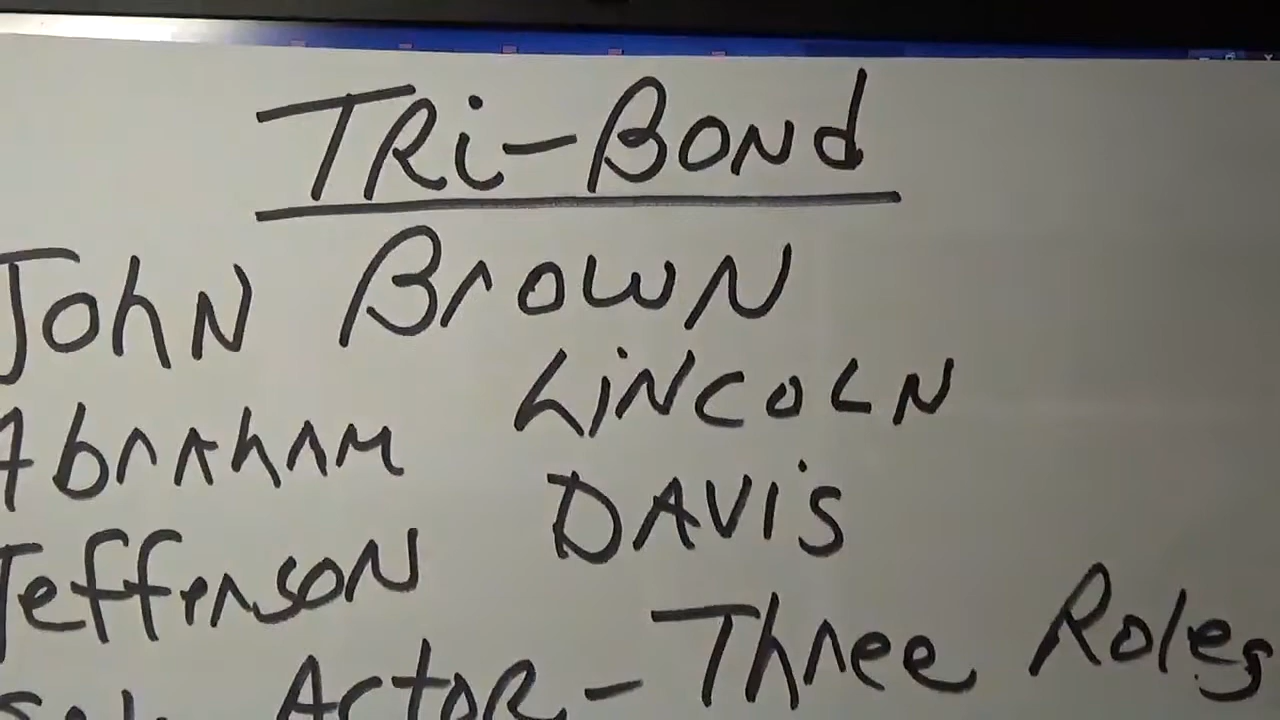 TRi-BONd
JOhN BrOWN
AbrAhAM LiNCOLN
JeffersON DAViS
ActOR - Three Roles